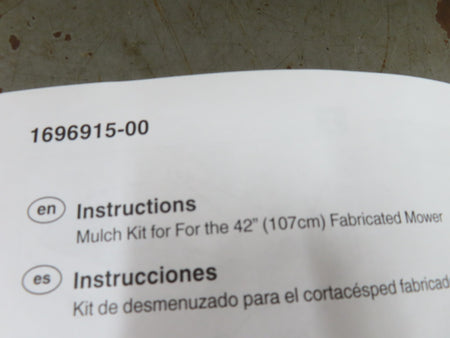 1696915-00
en Instructions
Mulch Kit for For the 42" (107cm) Fabricated Mower
es Instrucciones
Kit de desmenuzado para el cortacésped fabricad